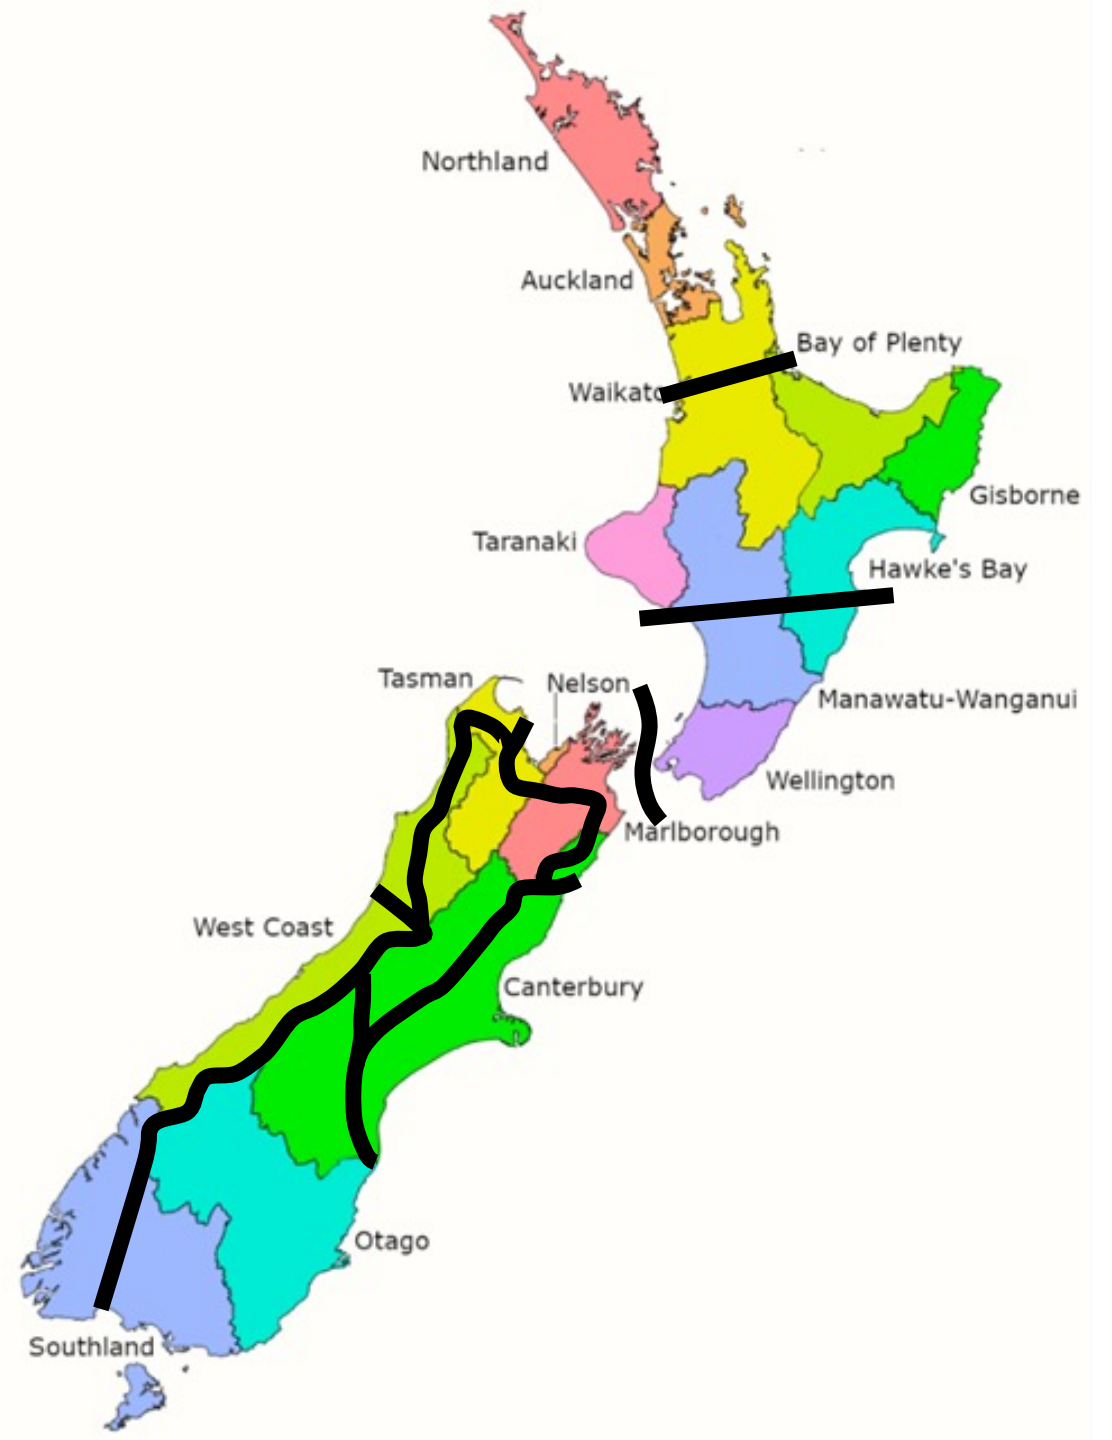 Northland
Auckland
Bay of Plenty
Waikato
Gisborne
Taranaki
Hawke's Bay
Tasman
Nelson
Manawatu-Wanganui
Wellington
Marlborough
West Coast
Canterbury
Otago
Southland